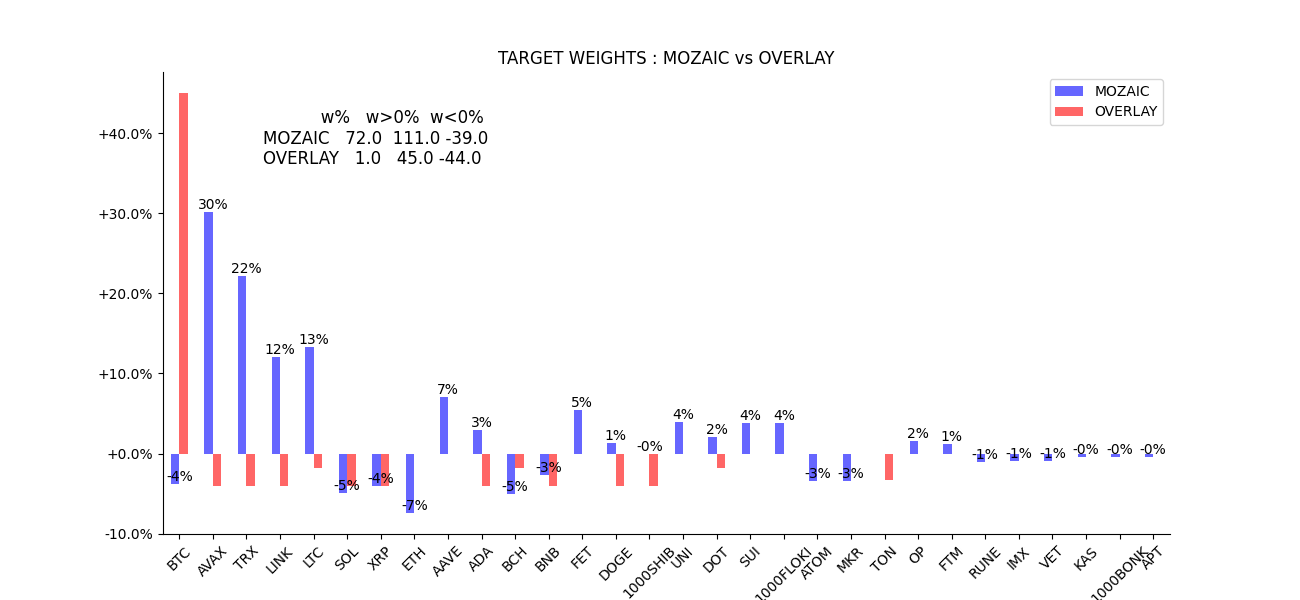 TARGET WEIGHTS : MOZAIC vs OVERLAY
MOZAIC
OVERLAY
w% w>0% w<0%
MOZAIC 72.0 111.0 -39.0
OVERLAY 1.0 45.0 -44.0
+40.0%
+30.0%
+20.0%
+10.0%
+0.0%
-10.0%
-4%
30%
22%
12%
13%
-5%
-4%
-7%
7%
3%
-5%
-3%
5%
1%
-0%
4%
2%
4%
4%
-3%
-3%
2%
1%
-1%
-1%
-1%
-0%
-0%
-0%
BTC
AVAX
TRX
LINK
LTC
SOL
XRP
ETH
AAVE
ADA
BCH
BNB
FET
DOGE
1000SHIB
UNI
DOT
SUI
1000FLOKI
ATOM
MKR
TON
OP
FTM
RUNE
IMX
VET
KAS
1000BONK
APT